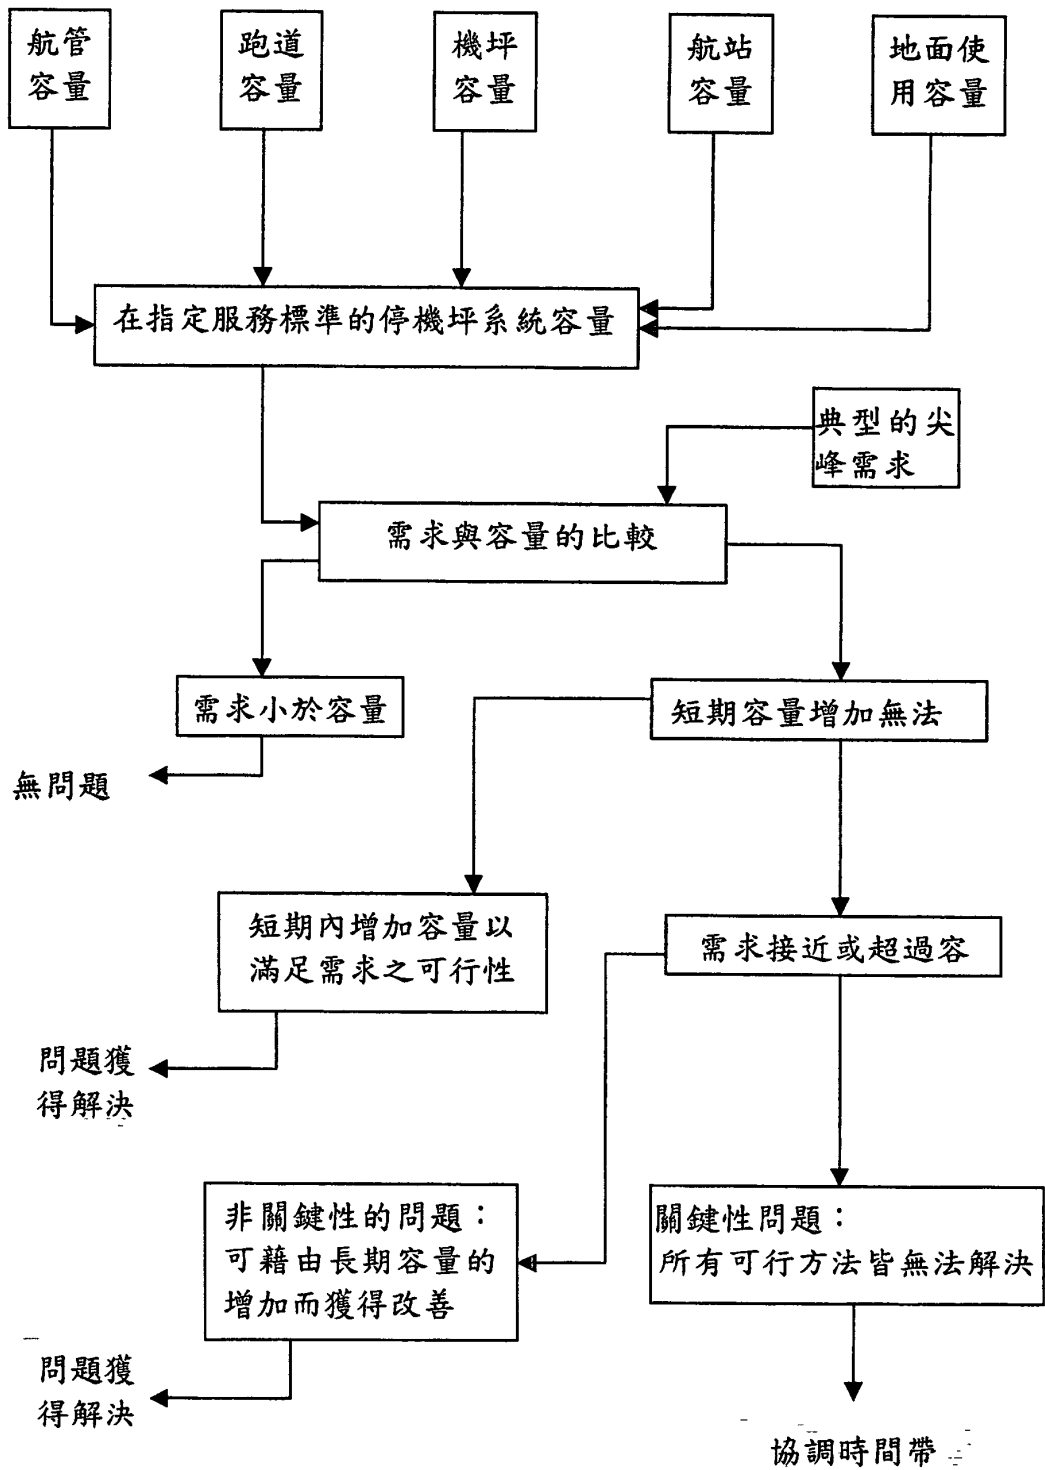 航管
容量
跑道
容量
機坪
容量
航站
容量
地面使
用容量
在指定服務標準的停機坪系統容量
典型的尖
峰需求
需求與容量的比較
需求小於容量
短期容量增加無法
無問題
短期內增加容量以
滿足需求之可行性
需求接近或超過容
問題獲
得解決
非關鍵性的問題：
可藉由長期容量的
增加而獲得改善
關鍵性問題：
所有可行方法皆無法解決
問題獲
得解決
協調時間帶